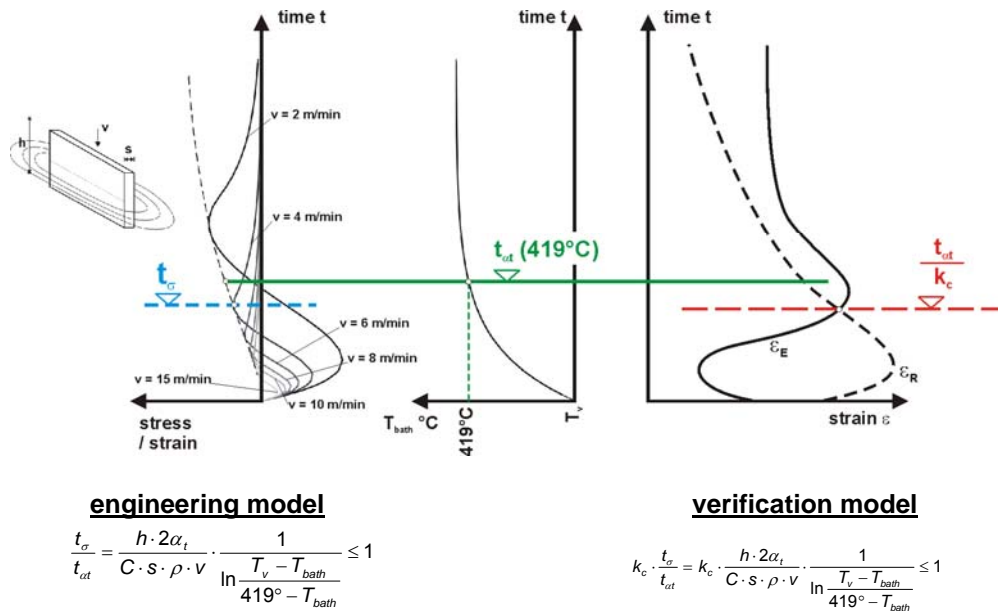 time t
time t
time t
v = 2 m/min
h
v
s
v = 4 m/min
t_αt (419°C)
t_αt
k_c
t_σ
v = 6 m/min
v = 8 m/min
v = 15 m/min
v = 10 m/min
ε_E
ε_R
stress
/ strain
T_bath °C
419°C
T_v
strain ε
engineering model
t_σ / t_αt = h · 2α_t / C · s · ρ · v · 1 / ln T_v − T_bath / 419° − T_bath ≤ 1
verification model
k_c · t_σ / t_αt = k_c · h · 2α_t / C · s · ρ · v · 1 / ln T_v − T_bath / 419° − T_bath ≤ 1